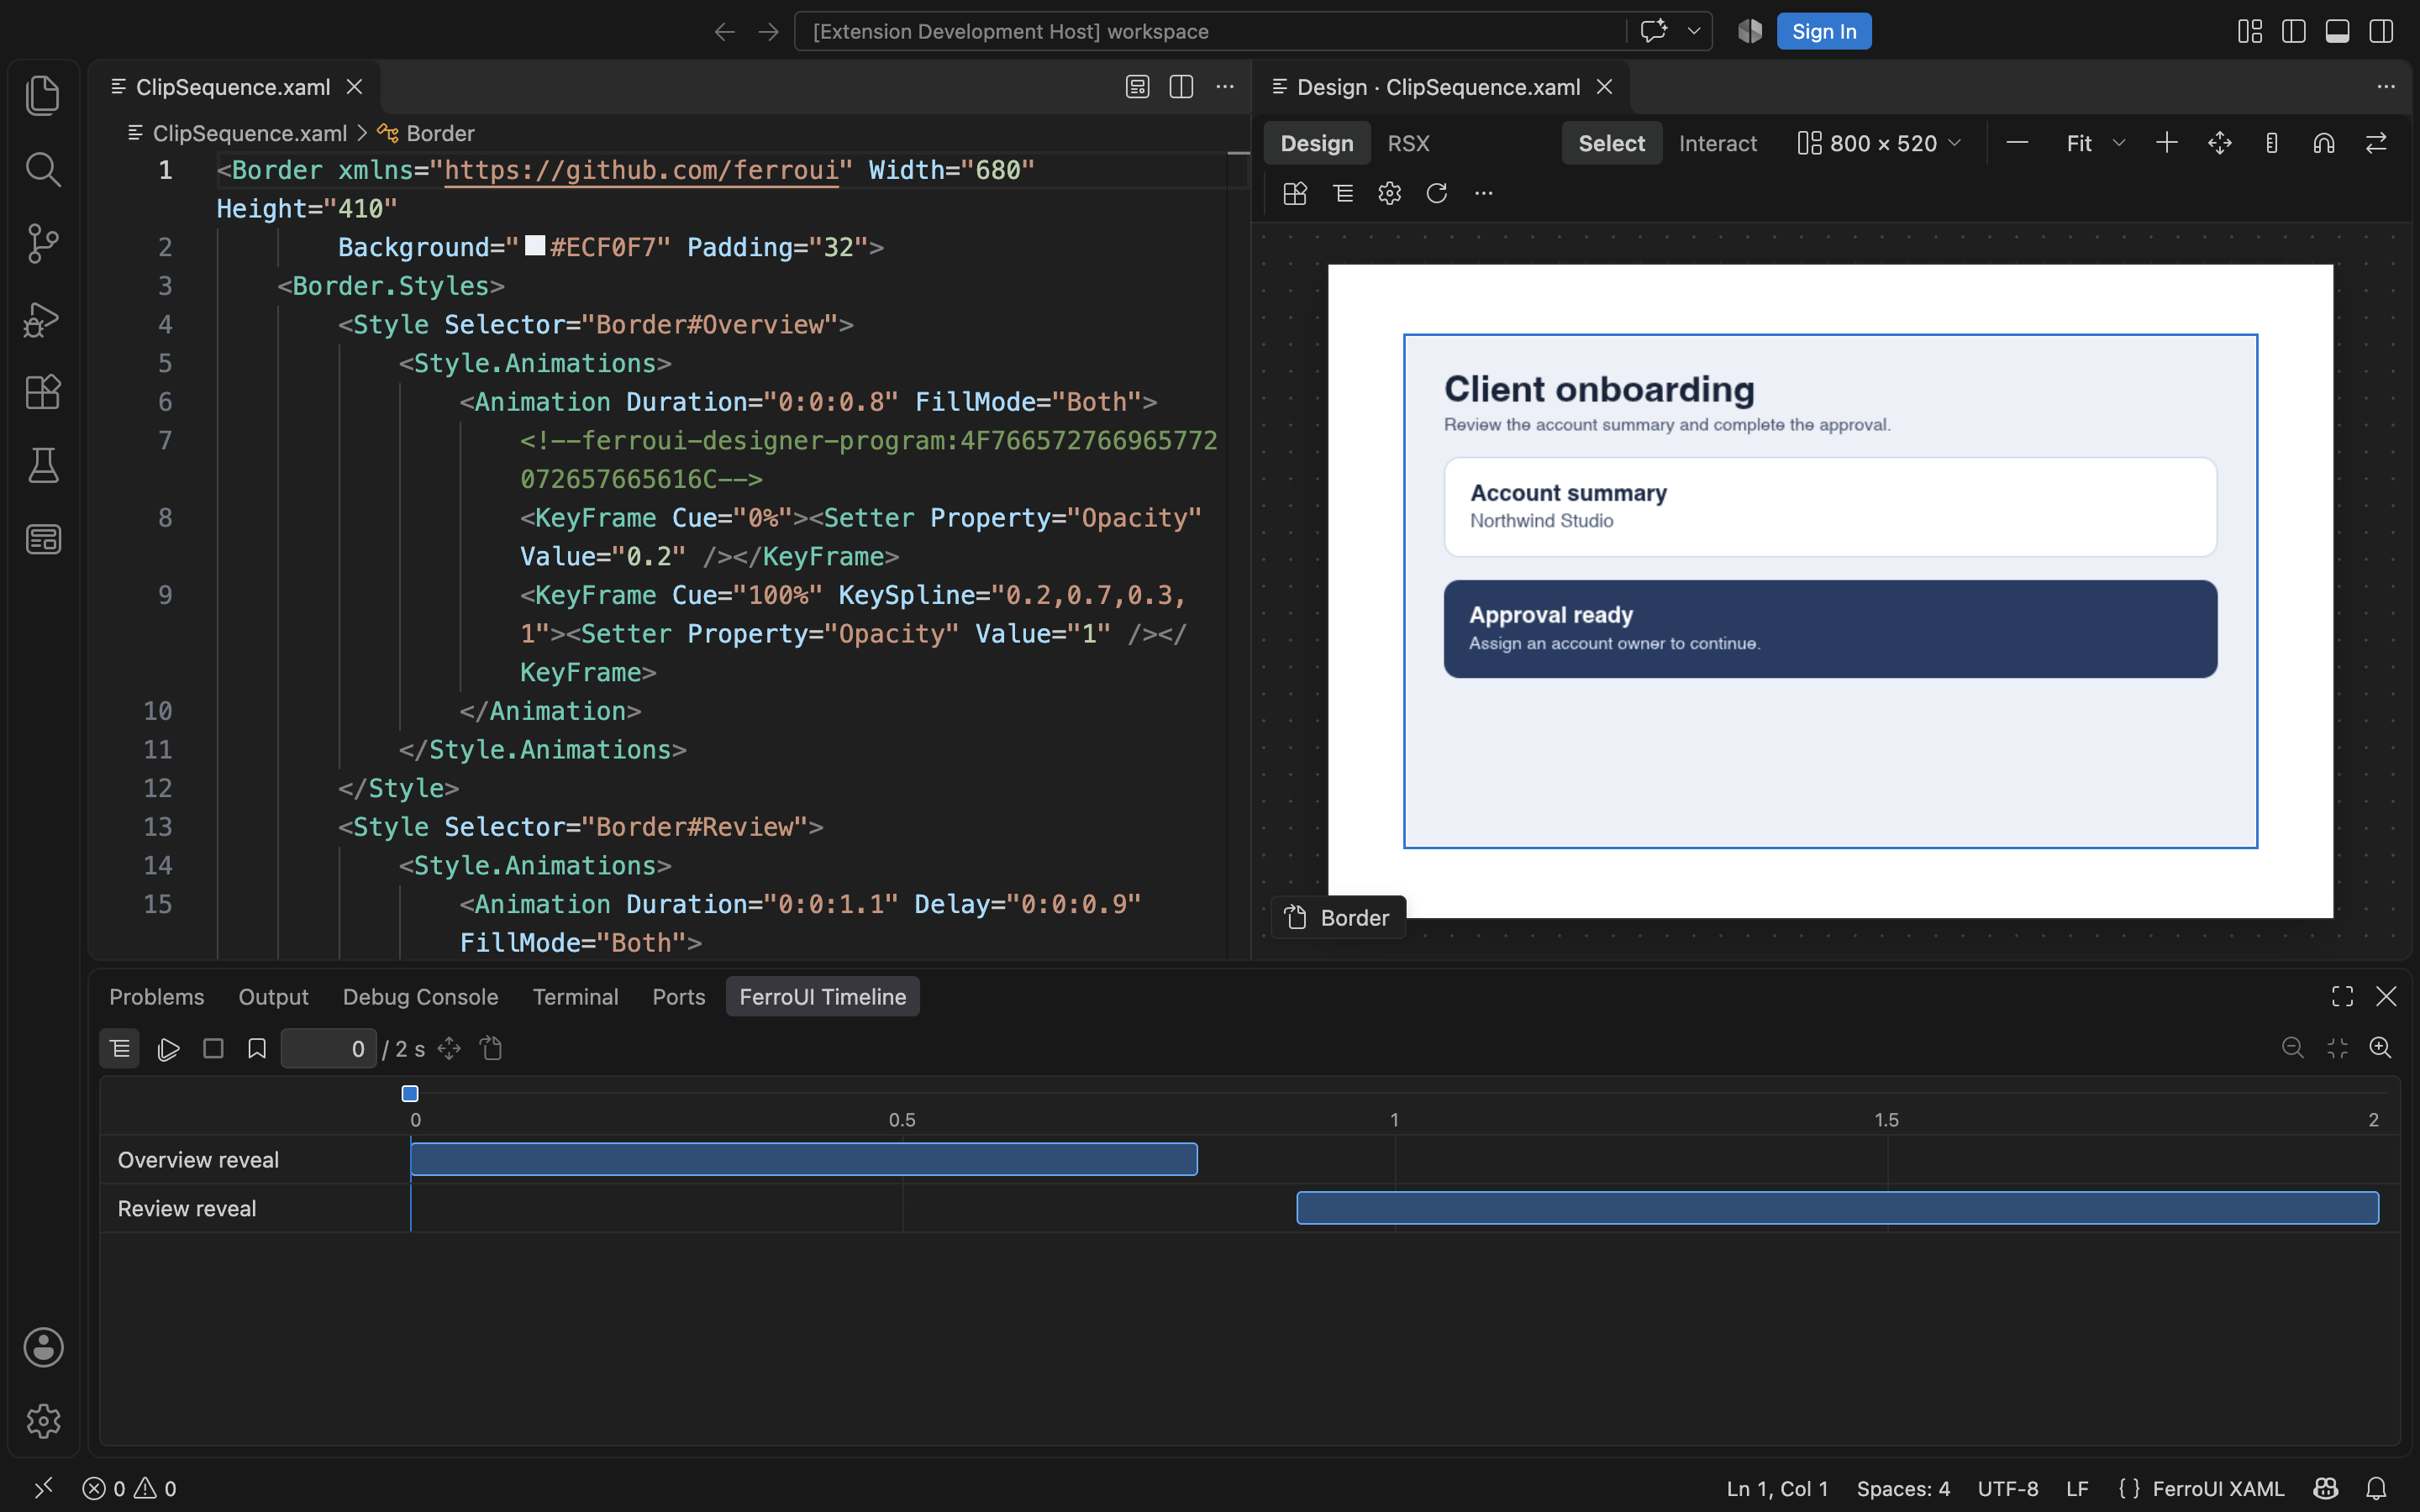 [Extension Development Host] workspace
Sign In
ClipSequence.xaml
ClipSequence.xaml > Border
1 <Border xmlns="https://github.com/ferroui" Width="680"
Height="410"
2 Background="#ECF0F7" Padding="32">
3 <Border.Styles>
4 <Style Selector="Border#Overview">
5 <Style.Animations>
6 <Animation Duration="0:0:0.8" FillMode="Both">
7 <!--ferroui-designer-program:4F766572766965772
072657665616C-->
8 <KeyFrame Cue="0%"><Setter Property="Opacity"
Value="0.2" /></KeyFrame>
9 <KeyFrame Cue="100%" KeySpline="0.2,0.7,0.3,
1"><Setter Property="Opacity" Value="1" /></
KeyFrame>
10 </Animation>
11 </Style.Animations>
12 </Style>
13 <Style Selector="Border#Review">
14 <Style.Animations>
15 <Animation Duration="0:0:1.1" Delay="0:0:0.9"
FillMode="Both">
Design · ClipSequence.xaml
Design RSX Select Interact 800 × 520 Fit
Client onboarding
Review the account summary and complete the approval.
Account summary
Northwind Studio
Approval ready
Assign an account owner to continue.
Border
Problems Output Debug Console Terminal Ports FerroUI Timeline
0 / 2 s
0 0.5 1 1.5 2
Overview reveal
Review reveal
0 0 Ln 1, Col 1 Spaces: 4 UTF-8 LF { } FerroUI XAML